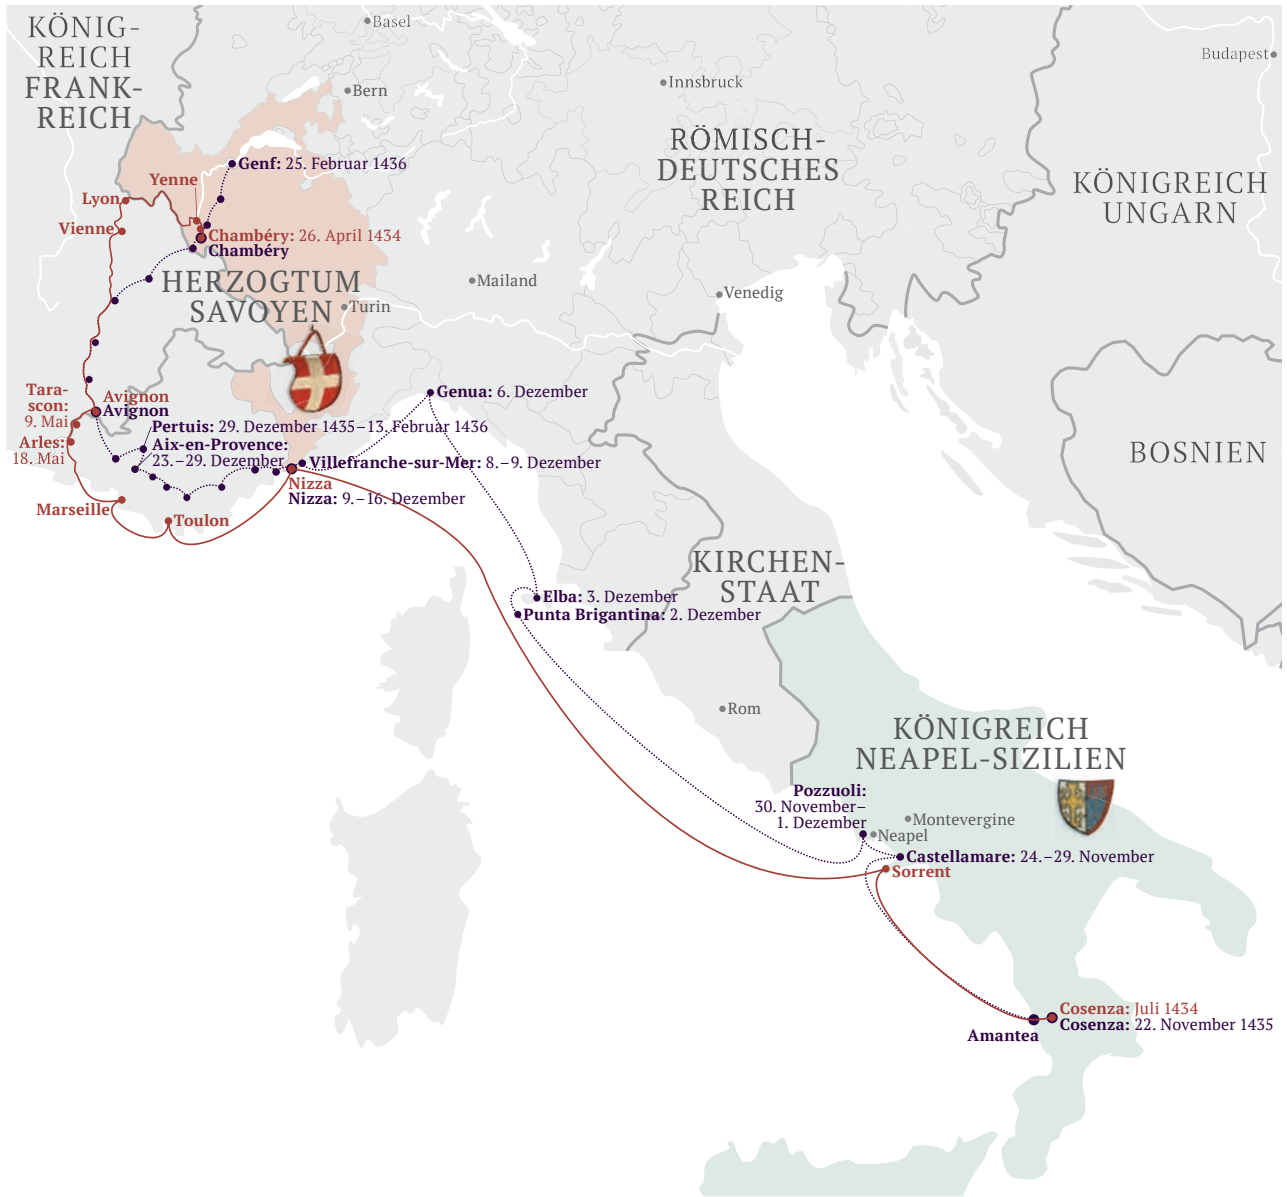 KÖNIG-
REICH
FRANK-
REICH
Basel
Bern
Innsbruck
Budapest
RÖMISCH-
DEUTSCHES
REICH
KÖNIGREICH
UNGARN
Genf: 25. Februar 1436
Yenne
Lyon
Vienne
Chambéry: 26. April 1434
Chambéry
HERZOGTUM
SAVOYEN
Turin
Mailand
Venedig
Tara-
scon:
9. Mai
Arles:
18. Mai
Avignon
Avignon
Pertuis: 29. Dezember 1435–13. Februar 1436
Aix-en-Provence:
23.–29. Dezember
Genua: 6. Dezember
Villefranche-sur-Mer: 8.–9. Dezember
Nizza
Nizza: 9.–16. Dezember
Marseille
Toulon
BOSNIEN
KIRCHEN-
STAAT
Elba: 3. Dezember
Punta Brigantina: 2. Dezember
Rom
KÖNIGREICH
NEAPEL-SIZILIEN
Pozzuoli:
30. November–
1. Dezember
Montevergine
Neapel
Castellamare: 24.–29. November
Sorrent
Cosenza: Juli 1434
Cosenza: 22. November 1435
Amantea